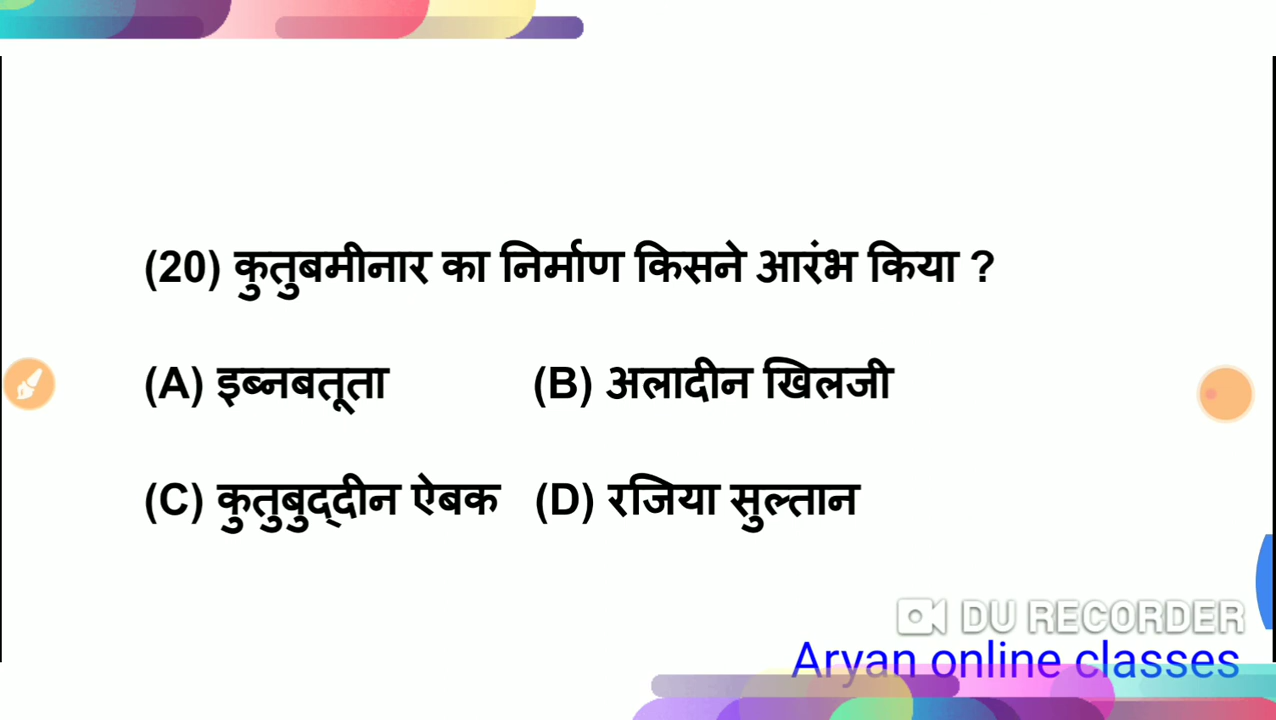 (20) कुतुबमीनार का निर्माण किसने आरंभ किया ?
(A) इब्नबतूता (B) अलादीन खिलजी
(C) कुतुबुद्दीन ऐबक (D) रजिया सुल्तान
DU RECORDER
Aryan online classes